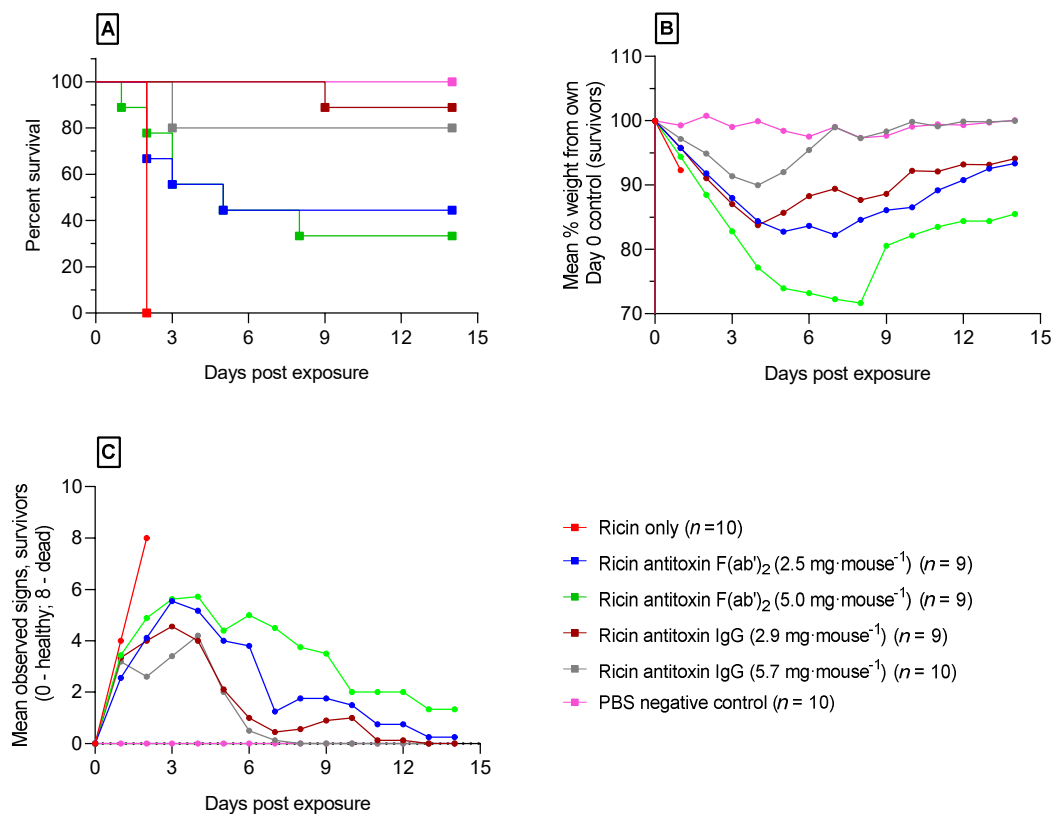 A
Percent survival
100
80
60
40
20
0
0 3 6 9 12 15
Days post exposure
B
Mean % weight from own
Day 0 control (survivors)
110
100
90
80
70
0 3 6 9 12 15
Days post exposure
C
Mean observed signs, survivors
(0 - healthy; 8 - dead)
10
8
6
4
2
0
0 3 6 9 12 15
Days post exposure
Ricin only (n =10)
Ricin antitoxin F(ab')₂ (2.5 mg·mouse⁻¹) (n = 9)
Ricin antitoxin F(ab')₂ (5.0 mg·mouse⁻¹) (n = 9)
Ricin antitoxin IgG (2.9 mg·mouse⁻¹) (n = 9)
Ricin antitoxin IgG (5.7 mg·mouse⁻¹) (n = 10)
PBS negative control (n = 10)